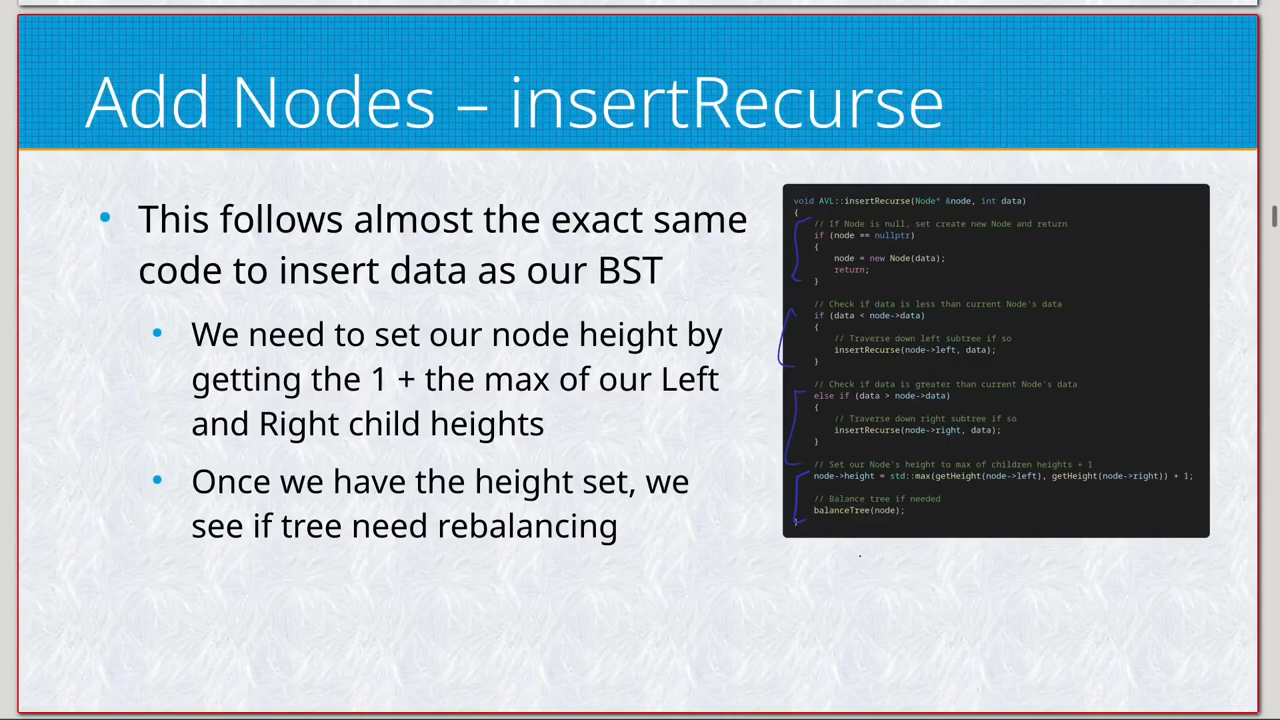 Add Nodes – insertRecurse
• This follows almost the exact same
code to insert data as our BST
• We need to set our node height by
getting the 1 + the max of our Left
and Right child heights
• Once we have the height set, we
see if tree need rebalancing
void AVL::insertRecurse(Node* &node, int data)
{
// If Node is null, set create new Node and return
if (node == nullptr)
{
node = new Node(data);
return;
}
// Check if data is less than current Node's data
if (data < node->data)
{
// Traverse down left subtree if so
insertRecurse(node->left, data);
}
// Check if data is greater than current Node's data
else if (data > node->data)
{
// Traverse down right subtree if so
insertRecurse(node->right, data);
}
// Set our Node's height to max of children heights + 1
node->height = std::max(getHeight(node->left), getHeight(node->right)) + 1;
// Balance tree if needed
balanceTree(node);
}